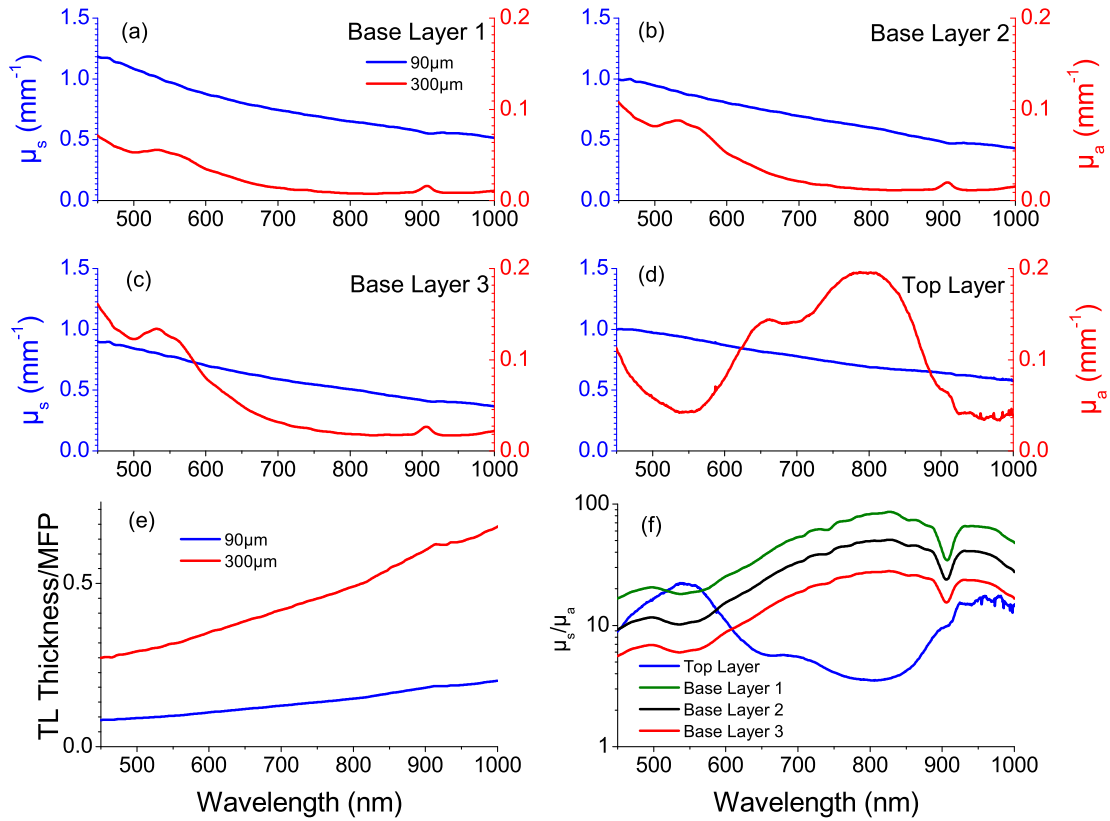 (a) Base Layer 1
90μm
300μm
μs (mm-1)
1.5
1.0
0.5
0.0
0.2
0.1
0.0
500 600 700 800 900 1000
(b) Base Layer 2
1.5
1.0
0.5
0.0
0.2
0.1
0.0
μa (mm-1)
500 600 700 800 900 1000
(c) Base Layer 3
μs (mm-1)
1.5
1.0
0.5
0.0
0.2
0.1
0.0
500 600 700 800 900 1000
(d) Top Layer
1.5
1.0
0.5
0.0
0.2
0.1
0.0
μa (mm-1)
500 600 700 800 900 1000
(e)
90μm
300μm
TL Thickness/MFP
0.5
0.0
500 600 700 800 900 1000
Wavelength (nm)
(f)
μs/μa
100
10
1
Top Layer
Base Layer 1
Base Layer 2
Base Layer 3
500 600 700 800 900 1000
Wavelength (nm)